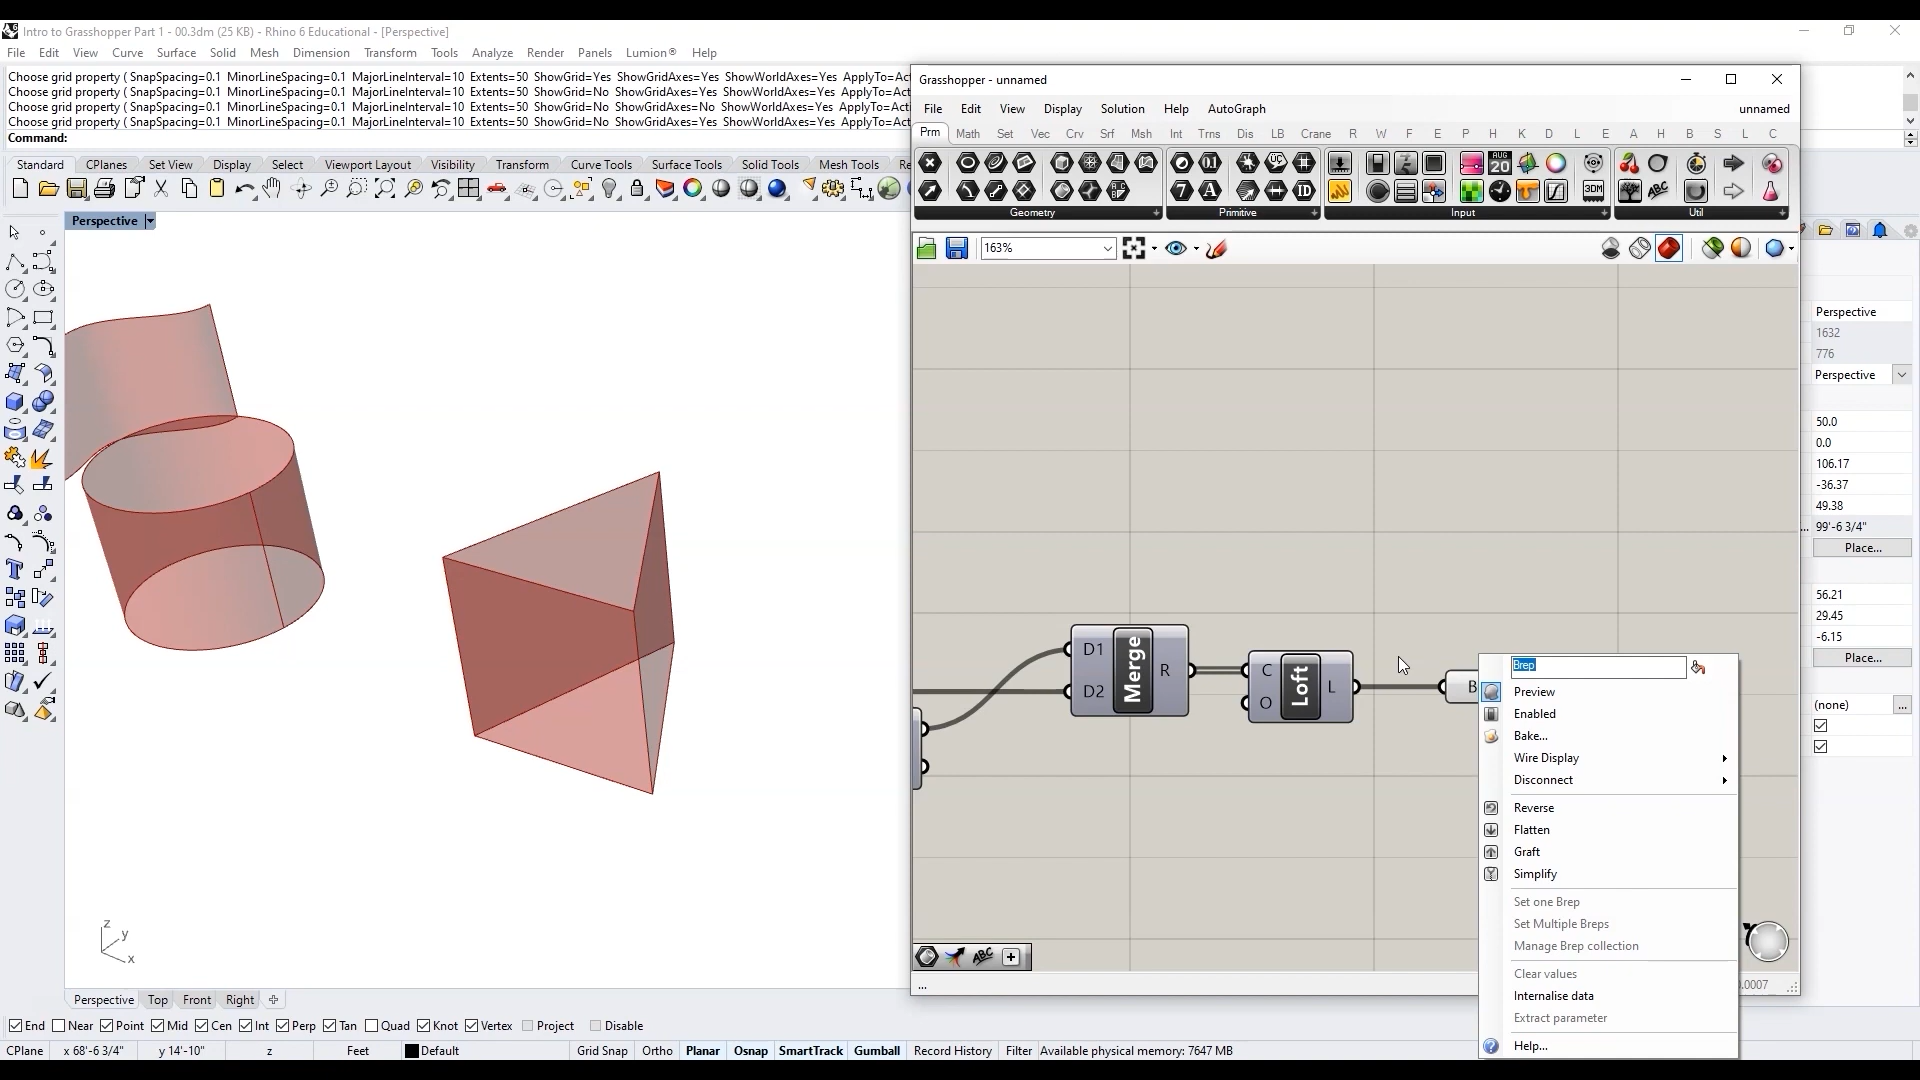 Intro to Grasshopper Part 1 - 00.3dm (25 KB) - Rhino 6 Educational - [Perspective]
File Edit View Curve Surface Solid Mesh Dimension Transform Tools Analyze Render Panels Lumion® Help
Choose grid property ( SnapSpacing=0.1 MinorLineSpacing=0.1 MajorLineInterval=10 Extents=50 ShowGrid=Yes ShowGridAxes=Yes ShowWorldAxes=Yes ApplyTo=Act
Choose grid property ( SnapSpacing=0.1 MinorLineSpacing=0.1 MajorLineInterval=10 Extents=50 ShowGrid=No ShowGridAxes=Yes ShowWorldAxes=Yes ApplyTo=Acti
Choose grid property ( SnapSpacing=0.1 MinorLineSpacing=0.1 MajorLineInterval=10 Extents=50 ShowGrid=No ShowGridAxes=No ShowWorldAxes=Yes ApplyTo=Activ
Choose grid property ( SnapSpacing=0.1 MinorLineSpacing=0.1 MajorLineInterval=10 Extents=50 ShowGrid=Yes ShowGridAxes=No ShowWorldAxes=Yes ApplyTo=Acti
Command:
Standard CPlanes Set View Display Select Viewport Layout Visibility Transform Curve Tools Surface Tools Solid Tools Mesh Tools Re
Perspective
Grasshopper - unnamed
File Edit View Display Solution Help AutoGraph unnamed
Prm Math Set Vec Crv Srf Msh Int Trns Dis LB Crane R W F E P H K D L E A H B S L C
Geometry Primitive Input Util
163%
D1
D2
Merge
R
C
O
Loft
L
B
Brep
Preview
Enabled
Bake...
Wire Display
Disconnect
Reverse
Flatten
Graft
Simplify
Set one Brep
Set Multiple Breps
Manage Brep collection
Clear values
Internalise data
Extract parameter
Help...
...
0.0007
Perspective
1632
776
Perspective
50.0
0.0
106.17
-36.37
49.38
99'-6 3/4"
Place...
56.21
29.45
-6.15
Place...
(none) ...
z
y
x
Perspective Top Front Right
End Near Point Mid Cen Int Perp Tan Quad Knot Vertex Project Disable
CPlane x 68'-6 3/4" y 14'-10" z Feet Default Grid Snap Ortho Planar Osnap SmartTrack Gumball Record History Filter Available physical memory: 7647 MB